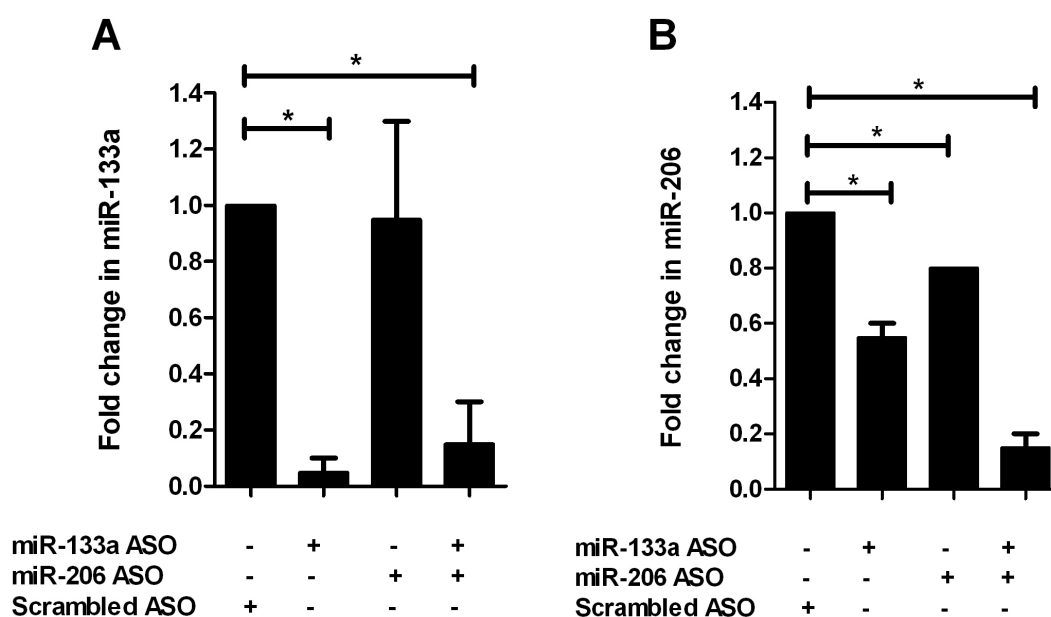 A
Fold change in miR-133a
1.4
1.2
1.0
0.8
0.6
0.4
0.2
0.0
*
*
miR-133a ASO - + - +
miR-206 ASO - - + +
Scrambled ASO + - - -
B
Fold change in miR-206
1.4
1.2
1.0
0.8
0.6
0.4
0.2
0.0
*
*
*
miR-133a ASO - + - +
miR-206 ASO - - + +
Scrambled ASO + - - -